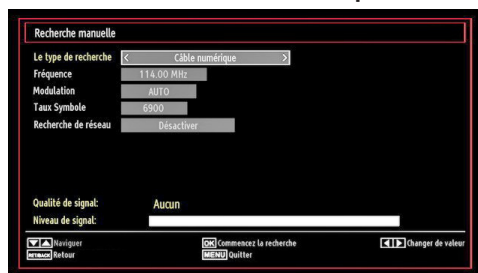 Recherche manuelle
Le type de recherche < Câble numérique >
Fréquence 114.00 MHz
Modulation AUTO
Taux Symbole 6900
Recherche de réseau Désactiver
Qualité de signal: Aucun
Niveau de signal:
Naviguer OK Commencez la recherche Changer de valeur
RET/BACK Retour MENU Quitter